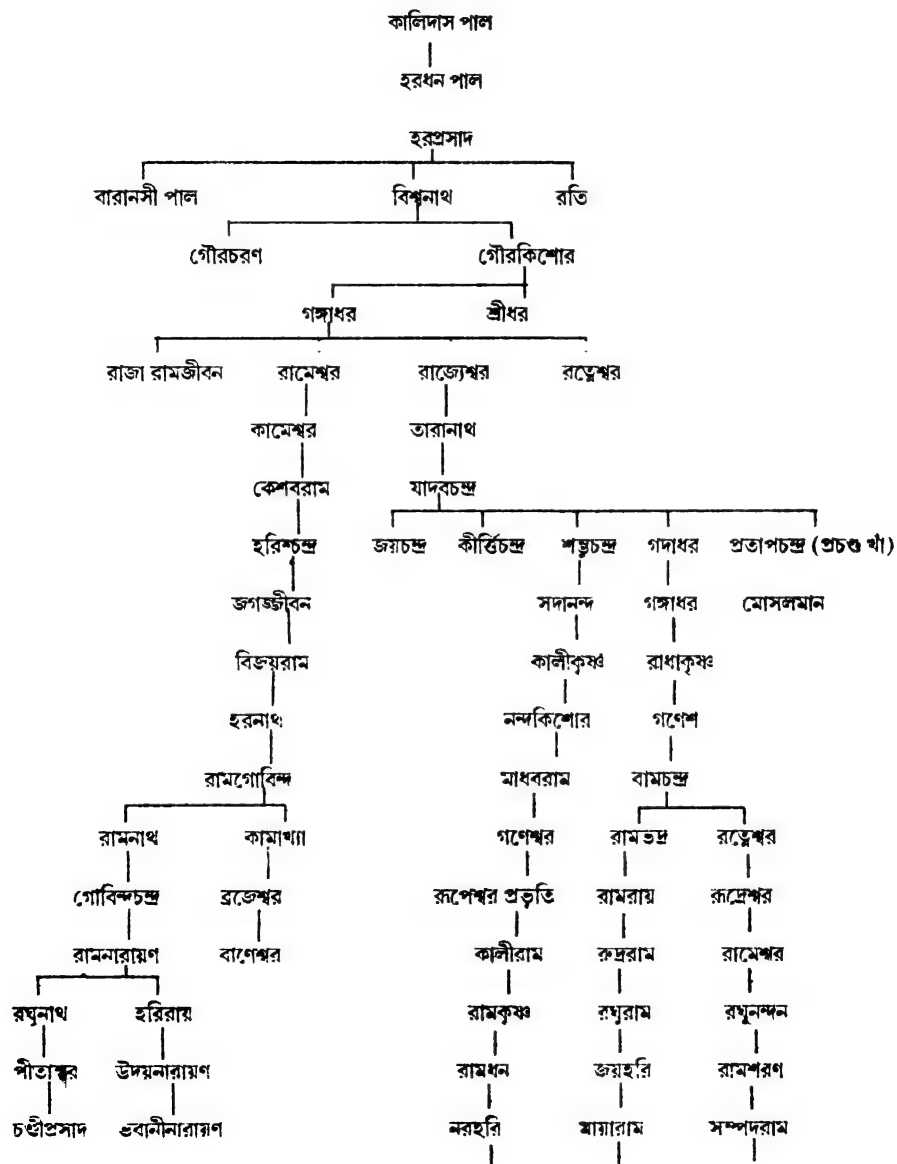 কালিদাস পাল
হরধন পাল
হরপ্রসাদ
বারানসী পাল বিশ্বনাথ রতি
গৌরচরণ গৌরকিশোর
গঙ্গাধর শ্রীধর
রাজা রামজীবন রামেশ্বর রাজ্যেশ্বর রত্নেশ্বর
কামেশ্বর তারানাথ
কেশবরাম যাদবচন্দ্র
হরিশ্চন্দ্র জয়চন্দ্র কীর্ত্তিচন্দ্র শম্ভুচন্দ্র গদাধর প্রতাপচন্দ্র (প্রচণ্ড খাঁ)
জগজ্জীবন সদানন্দ গঙ্গাধর মোসলমান
বিজয়রাম কালীকৃষ্ণ রাধাকৃষ্ণ
হরনাথ নন্দকিশোর গণেশ
রামগোবিন্দ মাধবরাম বামচন্দ্র
রামনাথ কামাখ্যা গণেশ্বর রামভদ্র রত্নেশ্বর
গোবিন্দচন্দ্র ব্রজেশ্বর রূপেশ্বর প্রভৃতি রামরায় রূদ্রেশ্বর
রামনারায়ণ বাণেশ্বর কালীরাম রুদ্ররাম রামেশ্বর
রঘুনাথ হরিরায় রামকৃষ্ণ রঘুরাম রঘুনন্দন
পীতাম্বর উদয়নারায়ণ রামধন জয়হরি রামশরণ
চণ্ডীপ্রসাদ ভবানীনারায়ণ নরহরি মায়ারাম সম্পদরাম